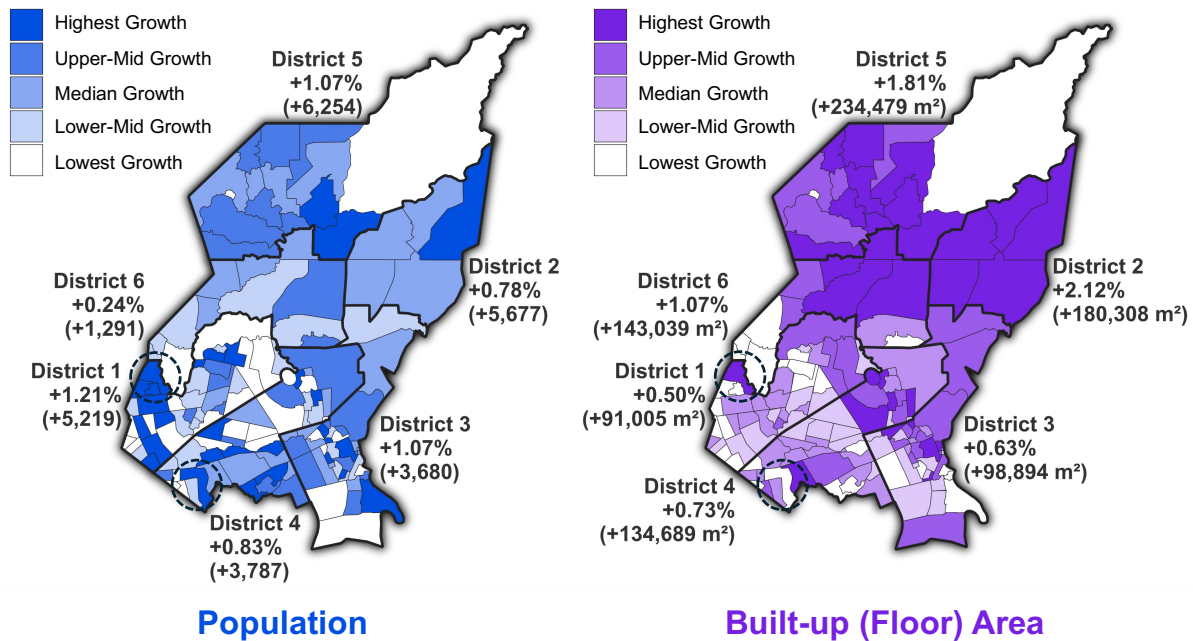 Highest Growth
Upper-Mid Growth
Median Growth
Lower-Mid Growth
Lowest Growth
District 5
+1.07%
(+6,254)
District 2
+0.78%
(+5,677)
District 6
+0.24%
(+1,291)
District 1
+1.21%
(+5,219)
District 3
+1.07%
(+3,680)
District 4
+0.83%
(+3,787)
Population
Highest Growth
Upper-Mid Growth
Median Growth
Lower-Mid Growth
Lowest Growth
District 5
+1.81%
(+234,479 m²)
District 2
+2.12%
(+180,308 m²)
District 6
+1.07%
(+143,039 m²)
District 1
+0.50%
(+91,005 m²)
District 3
+0.63%
(+98,894 m²)
District 4
+0.73%
(+134,689 m²)
Built-up (Floor) Area